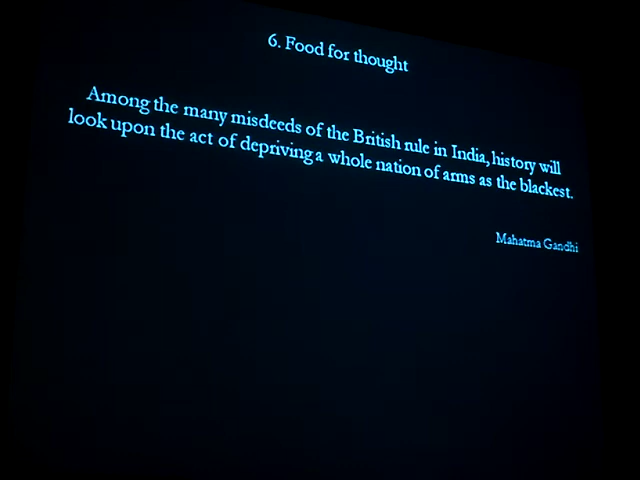 6. Food for thought
Among the many misdeeds of the British rule in India, history will
look upon the act of depriving a whole nation of arms as the blackest.
Mahatma Gandhi